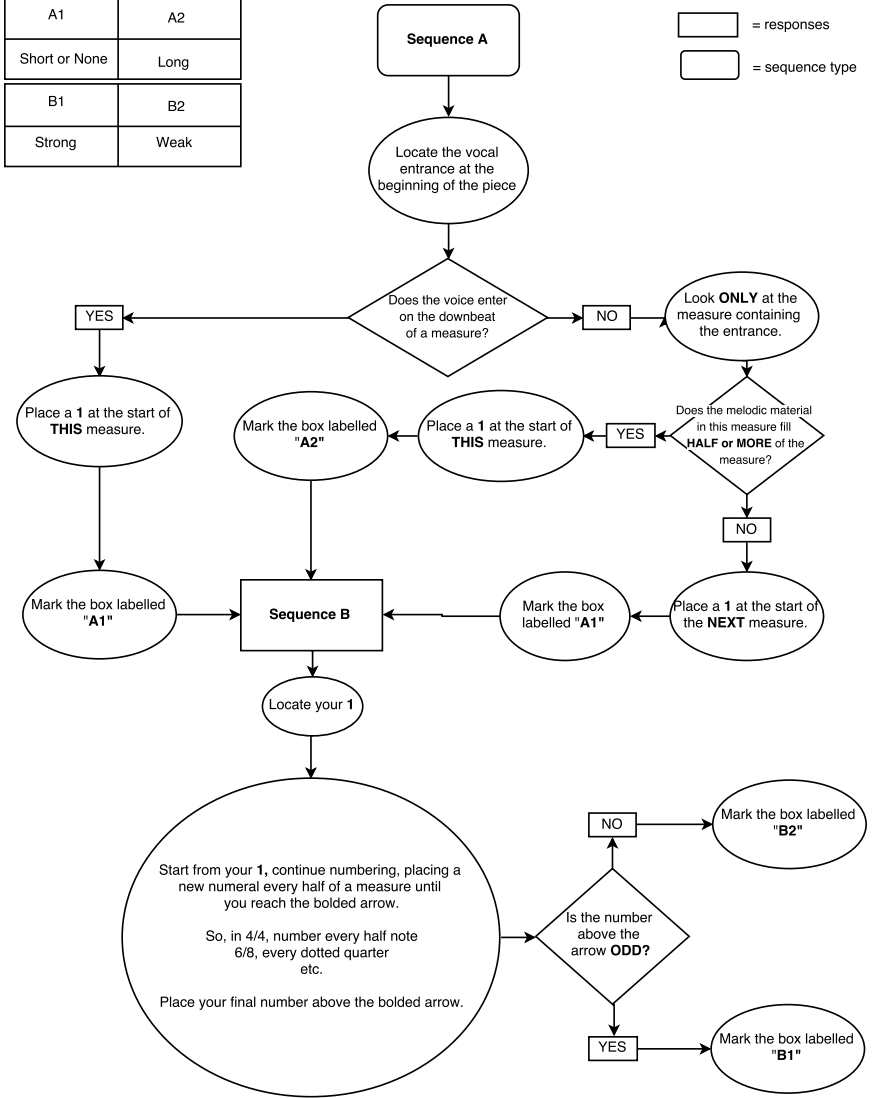 A1
A2
Short or None
Long
B1
B2
Strong
Weak
Sequence A
= responses
= sequence type
Locate the vocal
entrance at the
beginning of the piece
Does the voice enter
on the downbeat
of a measure?
YES
NO
Look ONLY at the
measure containing
the entrance.
Place a 1 at the start of
THIS measure.
Mark the box labelled
"A2"
Place a 1 at the start of
THIS measure.
YES
Does the melodic material
in this measure fill
HALF or MORE of the
measure?
NO
Mark the box labelled
"A1"
Sequence B
Mark the box
labelled "A1"
Place a 1 at the start of
the NEXT measure.
Locate your 1
Start from your 1, continue numbering, placing a
new numeral every half of a measure until
you reach the bolded arrow.
So, in 4/4, number every half note
6/8, every dotted quarter
etc.
Place your final number above the bolded arrow.
NO
Mark the box labelled
"B2"
Is the number
above the
arrow ODD?
YES
Mark the box labelled
"B1"